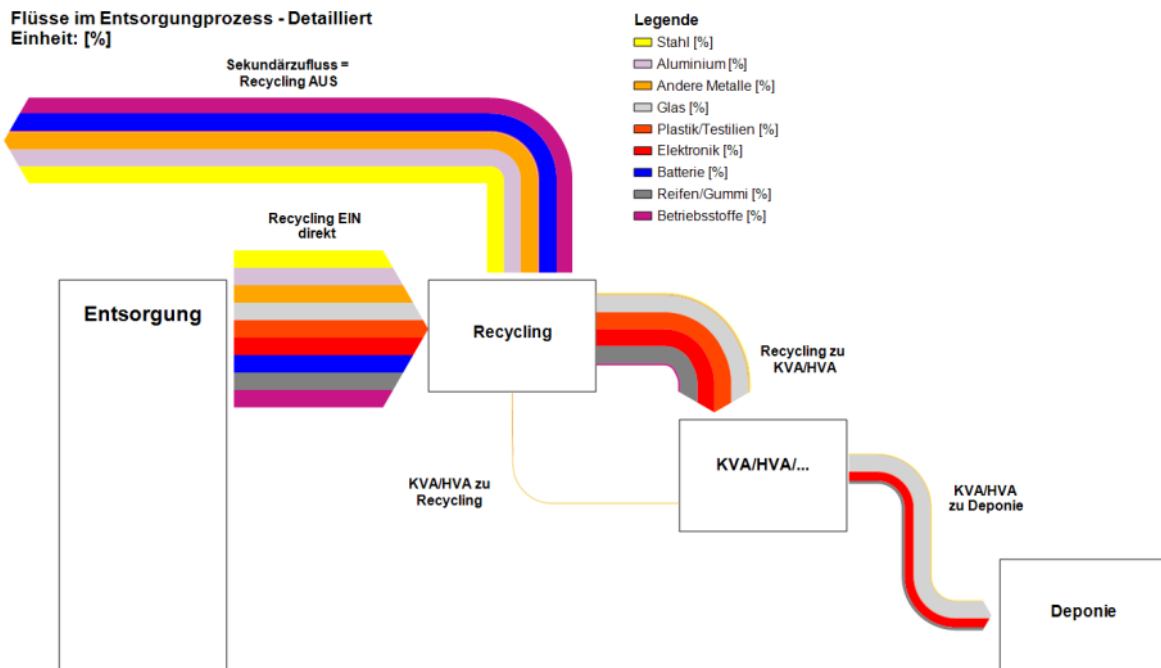 Flüsse im Entsorgungprozess - Detailliert
Einheit: [%]
Legende
Stahl [%]
Aluminium [%]
Andere Metalle [%]
Glas [%]
Plastik/Testilien [%]
Elektronik [%]
Batterie [%]
Reifen/Gummi [%]
Betriebsstoffe [%]
Sekundärzufluss =
Recycling AUS
Recycling EIN
direkt
Entsorgung
Recycling
Recycling zu
KVA/HVA
KVA/HVA zu
Recycling
KVA/HVA/...
KVA/HVA
zu Deponie
Deponie